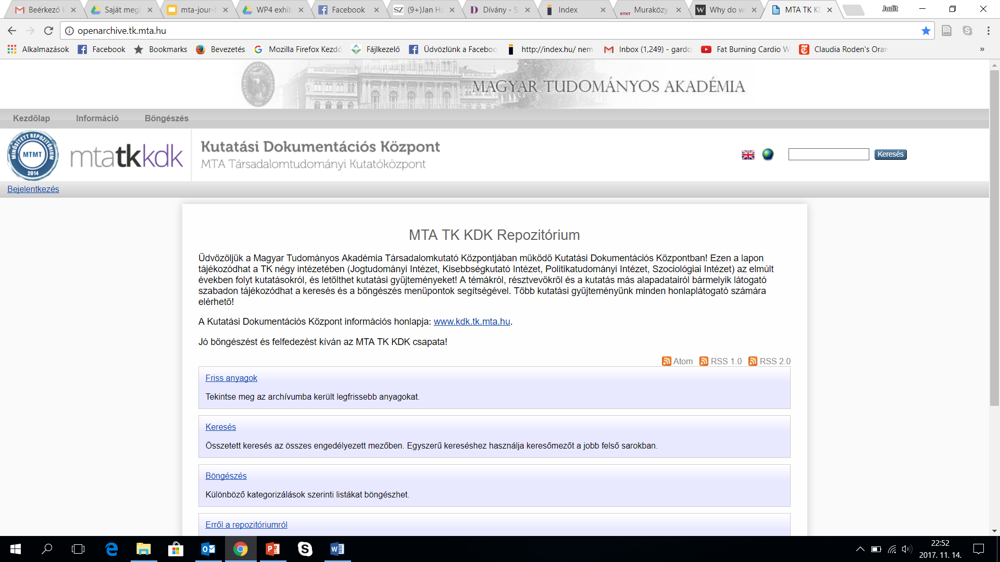 Beérkező l
Saját megh
mta-jour-f
WP4 exhib
Facebook
SZ (9+)Jan Ha
D Dívány - S
Index
HTHT Muraközy
W Why do w
MTA TK KD
Judit
openarchive.tk.mta.hu
Alkalmazások
Facebook
Bookmarks
Bevezetés
Mozilla Firefox Kezdő
Fájlkezelő
Üdvözlünk a Faceboo
http://index.hu/ nem
Inbox (1,249) - gardo
Fat Burning Cardio W
Claudia Roden's Oran
»
MAGYAR TUDOMÁNYOS AKADÉMIA
Kezdőlap Információ Böngészés
MINŐSÍTETT REPOZITÓRIUM
MTMT
2014
mtatkkdk
Kutatási Dokumentációs Központ
MTA Társadalomtudományi Kutatóközpont
Keresés
Bejelentkezés
MTA TK KDK Repozitórium
Üdvözöljük a Magyar Tudományos Akadémia Társadalomkutató Központjában működő Kutatási Dokumentációs Központban! Ezen a lapon
tájékozódhat a TK négy intézetében (Jogtudományi Intézet, Kisebbségkutató Intézet, Politikatudományi Intézet, Szociológiai Intézet) az elmúlt
években folyt kutatásokról, és letölthet kutatási gyűjteményeket! A témákról, résztvevőkről és a kutatás más alapadatairól bármelyik látogató
szabadon tájékozódhat a keresés és a böngészés menüpontok segítségével. Több kutatási gyűjteményünk minden honlaplátogató számára
elérhető!
A Kutatási Dokumentációs Központ információs honlapja: www.kdk.tk.mta.hu.
Jó böngészést és felfedezést kíván az MTA TK KDK csapata!
Atom RSS 1.0 RSS 2.0
Friss anyagok
Tekintse meg az archívumba került legfrissebb anyagokat.
Keresés
Összetett keresés az összes engedélyezett mezőben. Egyszerű kereséshez használja keresőmezőt a jobb felső sarokban.
Böngészés
Különböző kategorizálások szerinti listákat böngészhet.
Erről a repozitóriumról
22:52
2017. 11. 14.